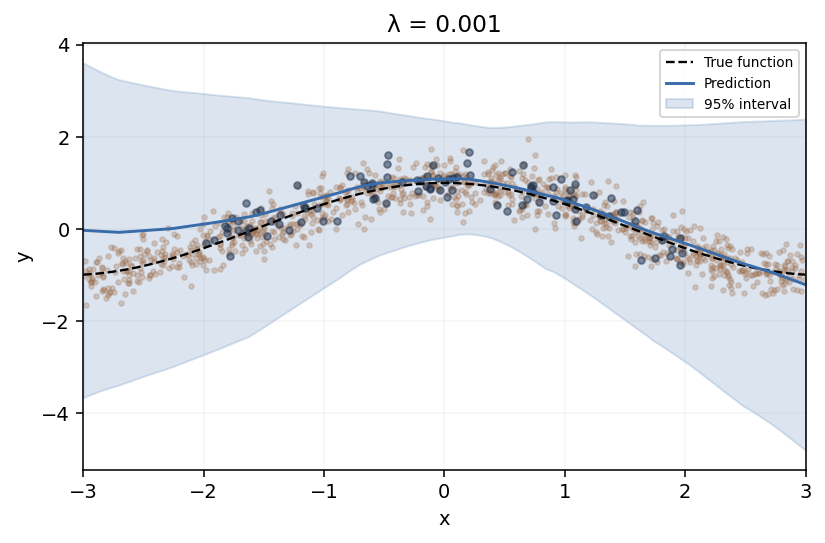 λ = 0.001
4
2
0
−2
−4
y
True function
Prediction
95% interval
−3
−2
−1
0
1
2
3
x